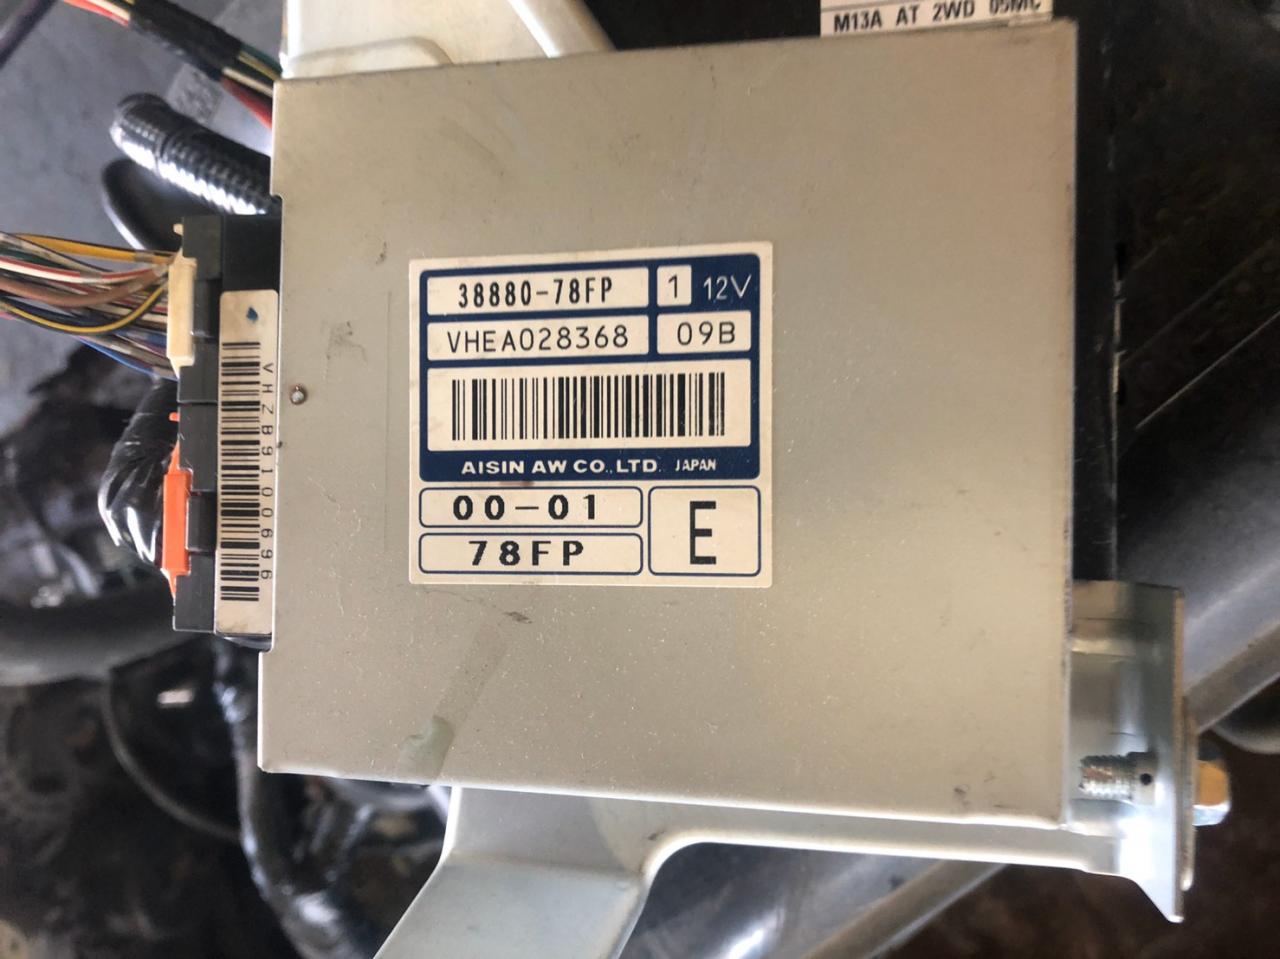 M13A AT 2WD 05MC
38880-78FP
1 12V
VHEA028368
09B
AISIN AW CO.,LTD. JAPAN
00-01
78FP
E
VHZB9100696